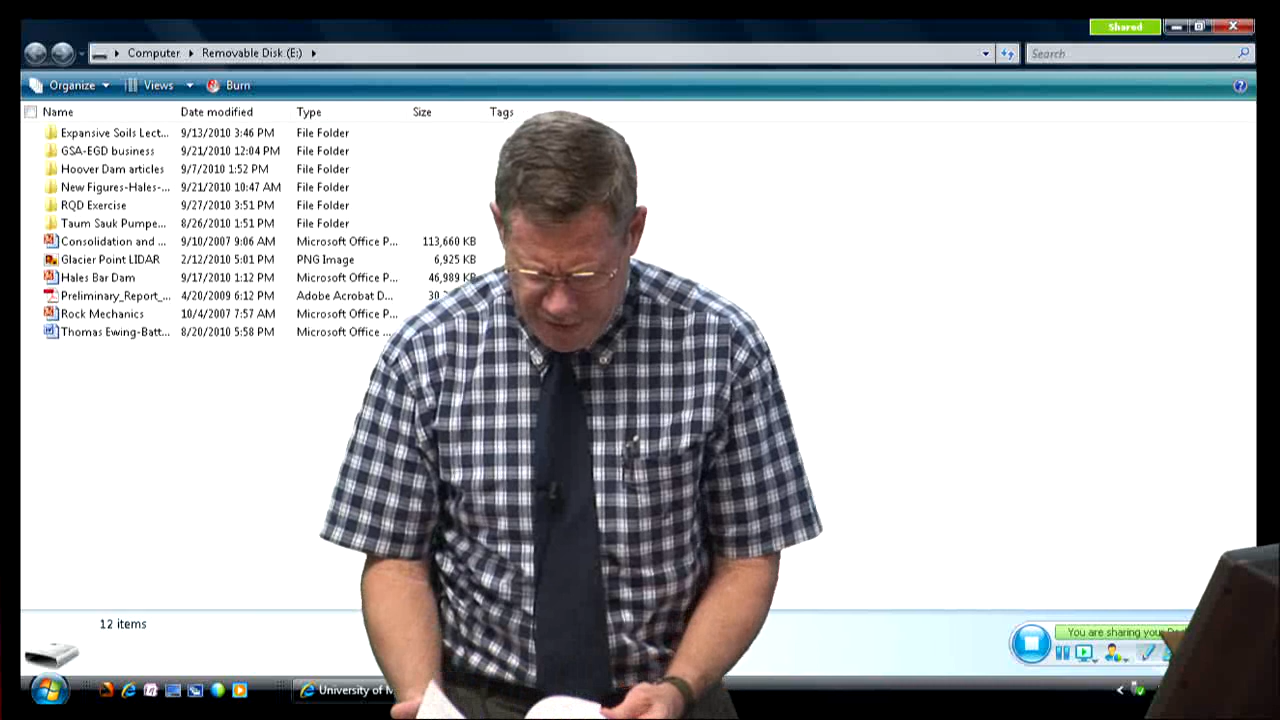 Shared
Computer Removable Disk (E:) Search
Organize Views Burn
Name Date modified Type Size Tags
Expansive Soils Lect... 9/13/2010 3:46 PM File Folder
GSA-EGD business 9/21/2010 12:04 PM File Folder
Hoover Dam articles 9/7/2010 1:52 PM File Folder
New Figures-Hales-... 9/21/2010 10:47 AM File Folder
RQD Exercise 9/27/2010 3:51 PM File Folder
Taum Sauk Pumpe... 8/26/2010 1:51 PM File Folder
Consolidation and ... 9/10/2007 9:06 AM Microsoft Office P... 113,660 KB
Glacier Point LIDAR 2/12/2010 5:01 PM PNG Image 6,925 KB
Hales Bar Dam 9/17/2010 1:12 PM Microsoft Office P... 46,989 KB
Preliminary_Report_... 4/20/2009 6:12 PM Adobe Acrobat D... 30
Rock Mechanics 10/4/2007 7:57 AM Microsoft Office P...
Thomas Ewing-Batt... 8/20/2010 5:58 PM Microsoft Office ...
12 items
You are sharing your
University of M